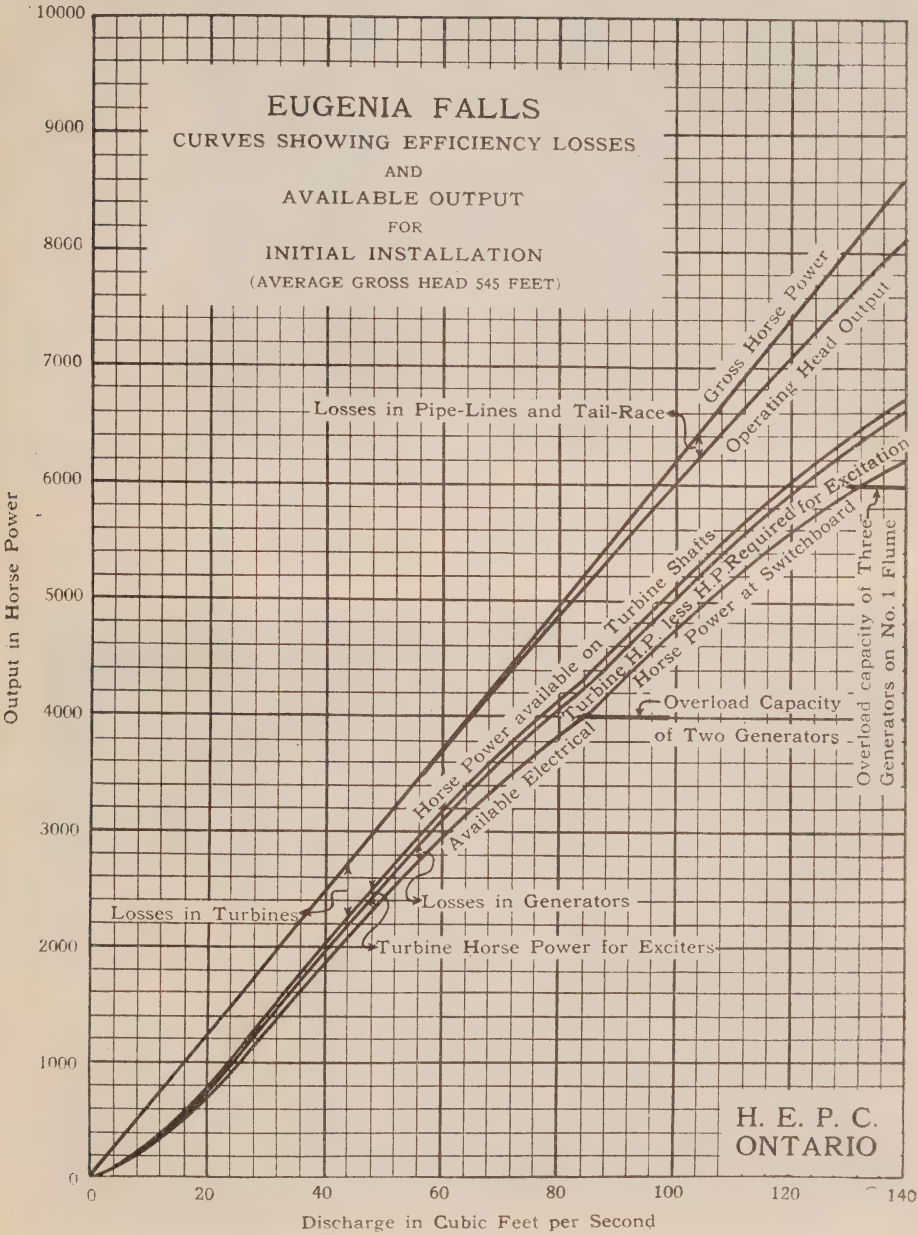 10000
9000
8000
7000
6000
5000
4000
3000
2000
1000
0
Output in Horse Power
EUGENIA FALLS
CURVES SHOWING EFFICIENCY LOSSES
AND
AVAILABLE OUTPUT
FOR
INITIAL INSTALLATION
(AVERAGE GROSS HEAD 545 FEET)
Gross Horse Power
Operating Head Output
Losses in Pipe-Lines and Tail-Race
Horse Power available on Turbine Shafts
Turbine H.P. less H.P. Required for Excitation
Available Electrical Horse Power at Switchboard
Overload Capacity
of Two Generators
Overload capacity of Three
Generators on No. 1 Flume
Losses in Turbines
Losses in Generators
Turbine Horse Power for Exciters
H. E. P. C.
ONTARIO
0 20 40 60 80 100 120 140
Discharge in Cubic Feet per Second